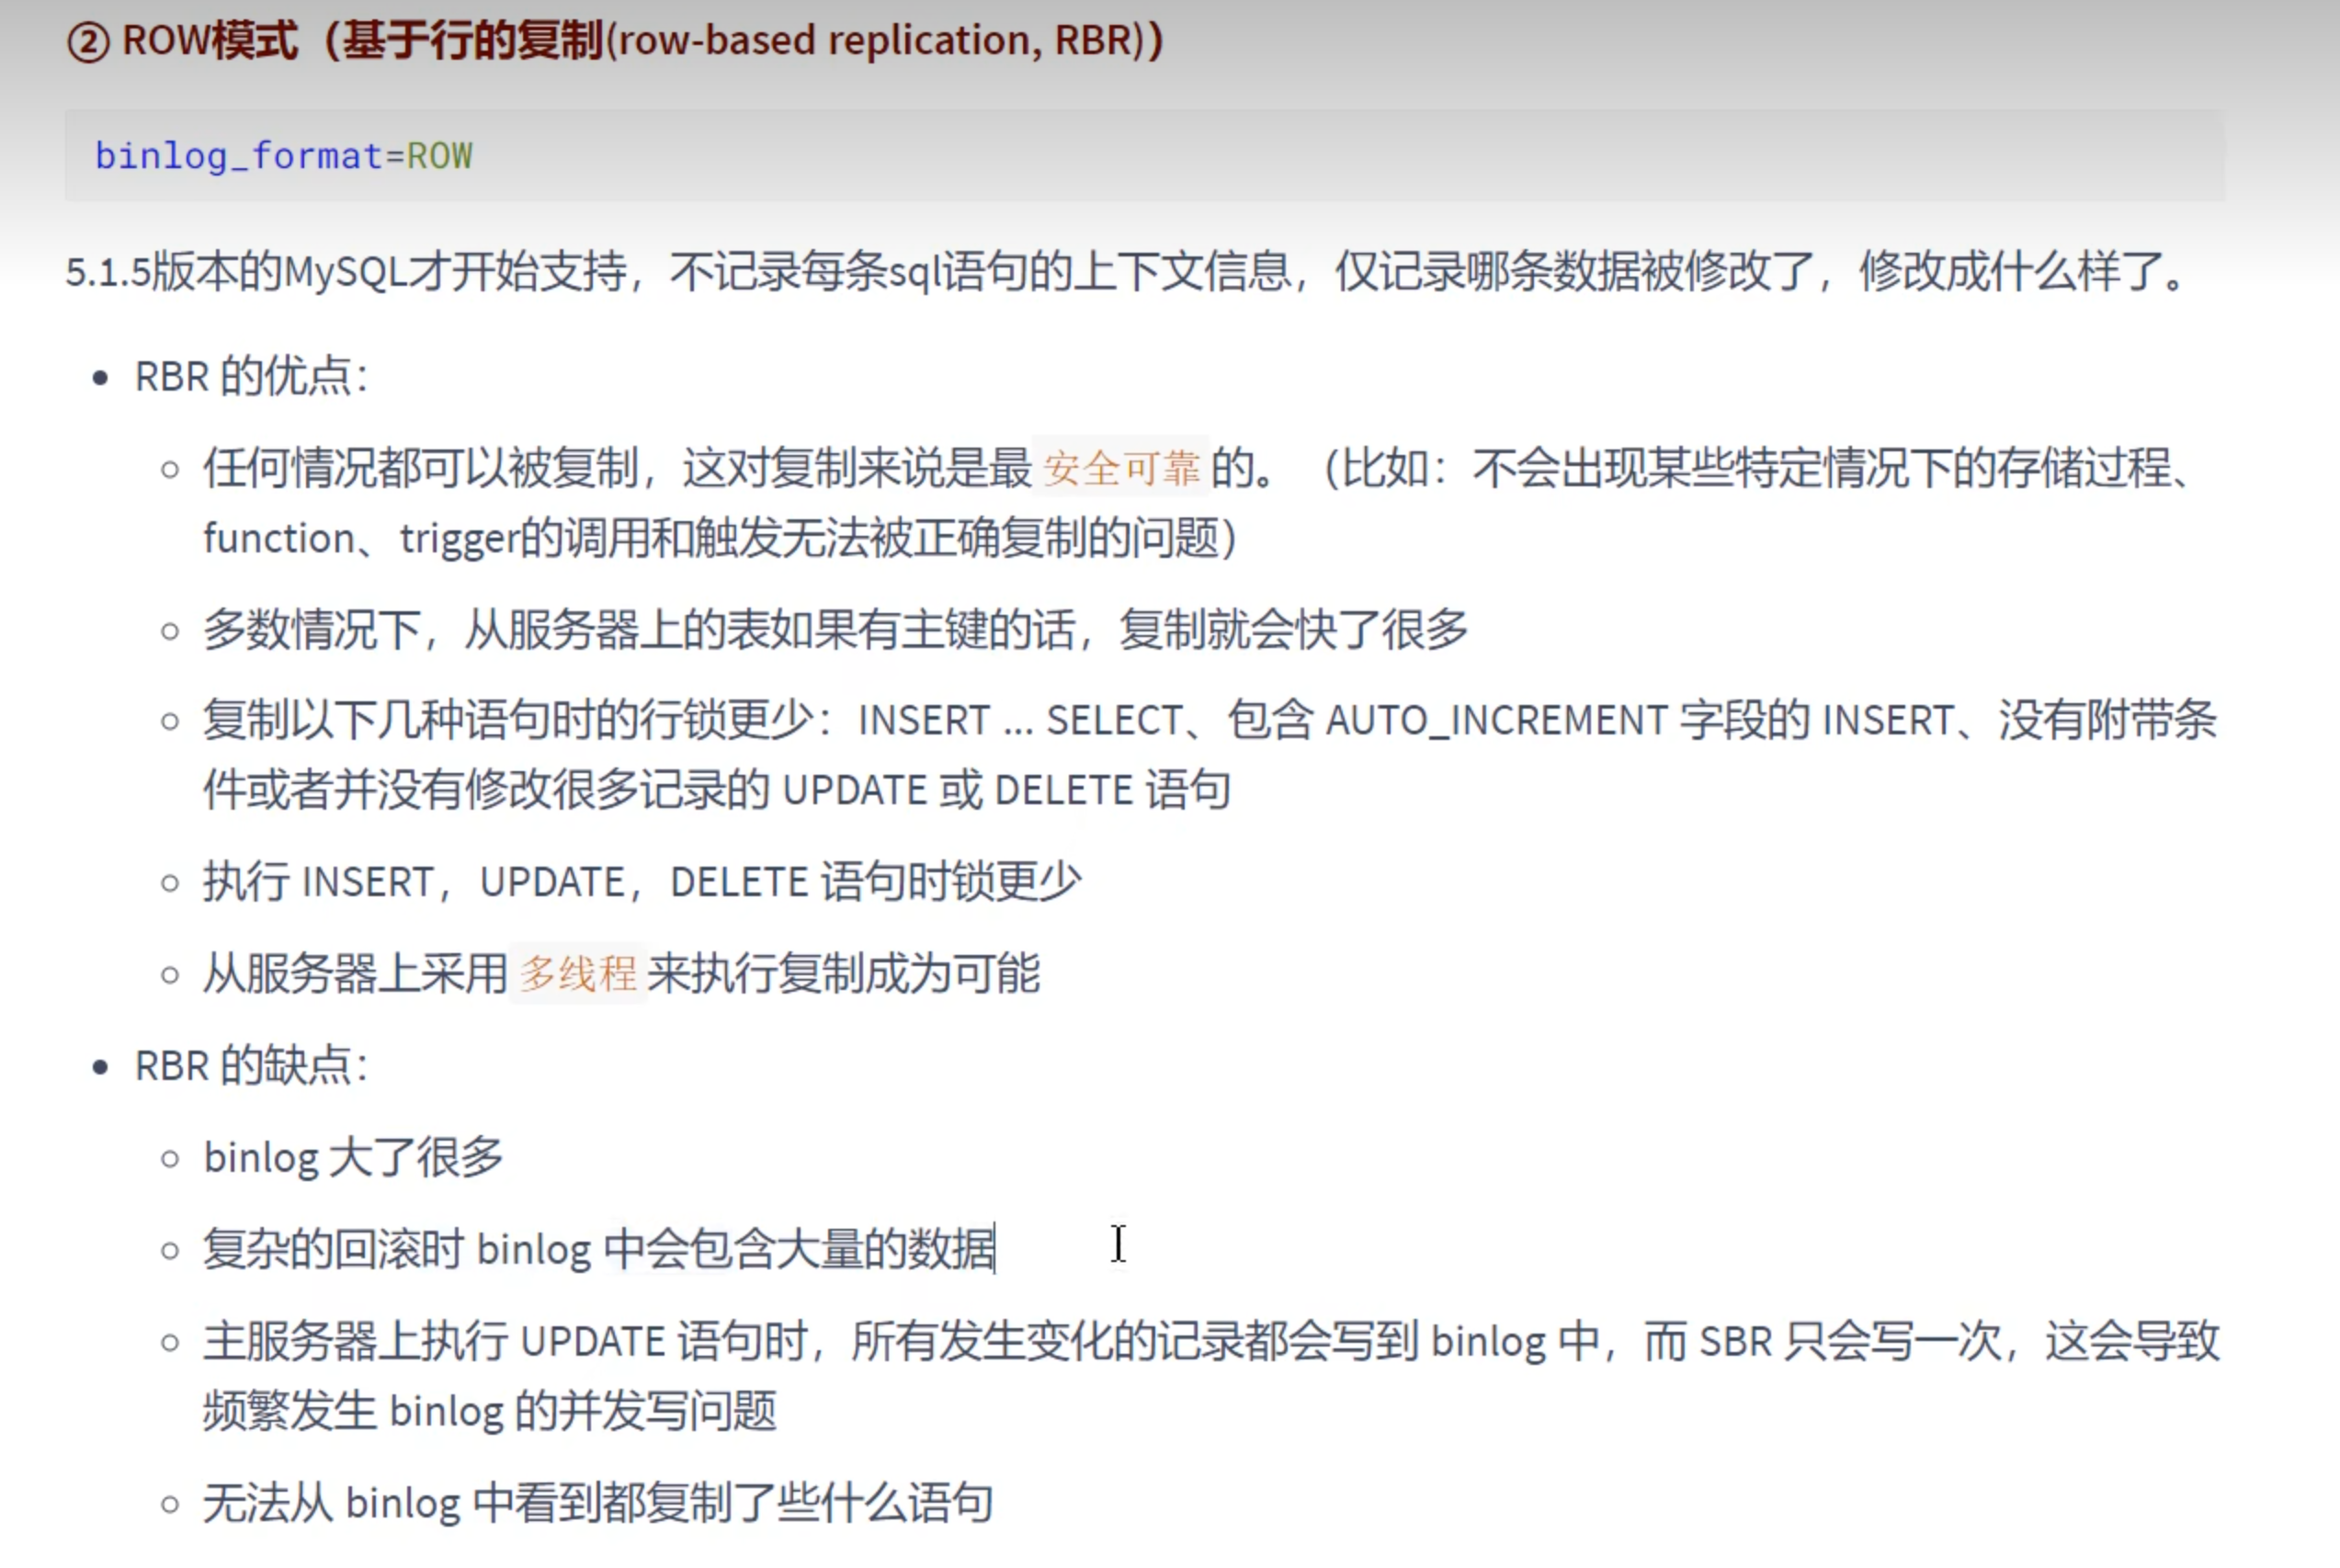 ② ROW模式（基于行的复制(row-based replication, RBR)）
binlog_format=ROW
5.1.5版本的MySQL才开始支持，不记录每条sql语句的上下文信息，仅记录哪条数据被修改了，修改成什么样了。
RBR 的优点：
任何情况都可以被复制，这对复制来说是最安全可靠的。（比如：不会出现某些特定情况下的存储过程、
function、trigger的调用和触发无法被正确复制的问题）
多数情况下，从服务器上的表如果有主键的话，复制就会快了很多
复制以下几种语句时的行锁更少：INSERT ... SELECT、包含 AUTO_INCREMENT 字段的 INSERT、没有附带条
件或者并没有修改很多记录的 UPDATE 或 DELETE 语句
执行 INSERT，UPDATE，DELETE 语句时锁更少
从服务器上采用多线程来执行复制成为可能
RBR 的缺点：
binlog 大了很多
复杂的回滚时 binlog 中会包含大量的数据
主服务器上执行 UPDATE 语句时，所有发生变化的记录都会写到 binlog 中，而 SBR 只会写一次，这会导致
频繁发生 binlog 的并发写问题
无法从 binlog 中看到都复制了些什么语句